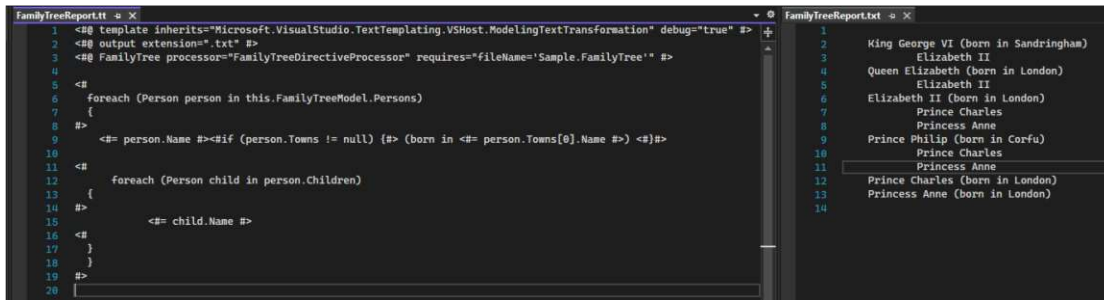 FamilyTreeReport.tt
1 <#@ template inherits="Microsoft.VisualStudio.TextTemplating.VSHost.ModelingTextTransformation" debug="true" #>
2 <#@ output extension=".txt" #>
3 <#@ FamilyTree processor="FamilyTreeDirectiveProcessor" requires="fileName='Sample.FamilyTree'" #>
4
5 <#
6 foreach (Person person in this.FamilyTreeModel.Persons)
7 {
8 #>
9 <#= person.Name #><#if (person.Towns != null) {#> (born in <#= person.Towns[0].Name #>) <#}#>
10
11 <#
12 foreach (Person child in person.Children)
13 {
14 #>
15 <#= child.Name #>
16 <#
17 }
18 }
19 #>
20
FamilyTreeReport.txt
1
2 King George VI (born in Sandringham)
3 Elizabeth II
4 Queen Elizabeth (born in London)
5 Elizabeth II
6 Elizabeth II (born in London)
7 Prince Charles
8 Princess Anne
9 Prince Philip (born in Corfu)
10 Prince Charles
11 Princess Anne
12 Prince Charles (born in London)
13 Princess Anne (born in London)
14